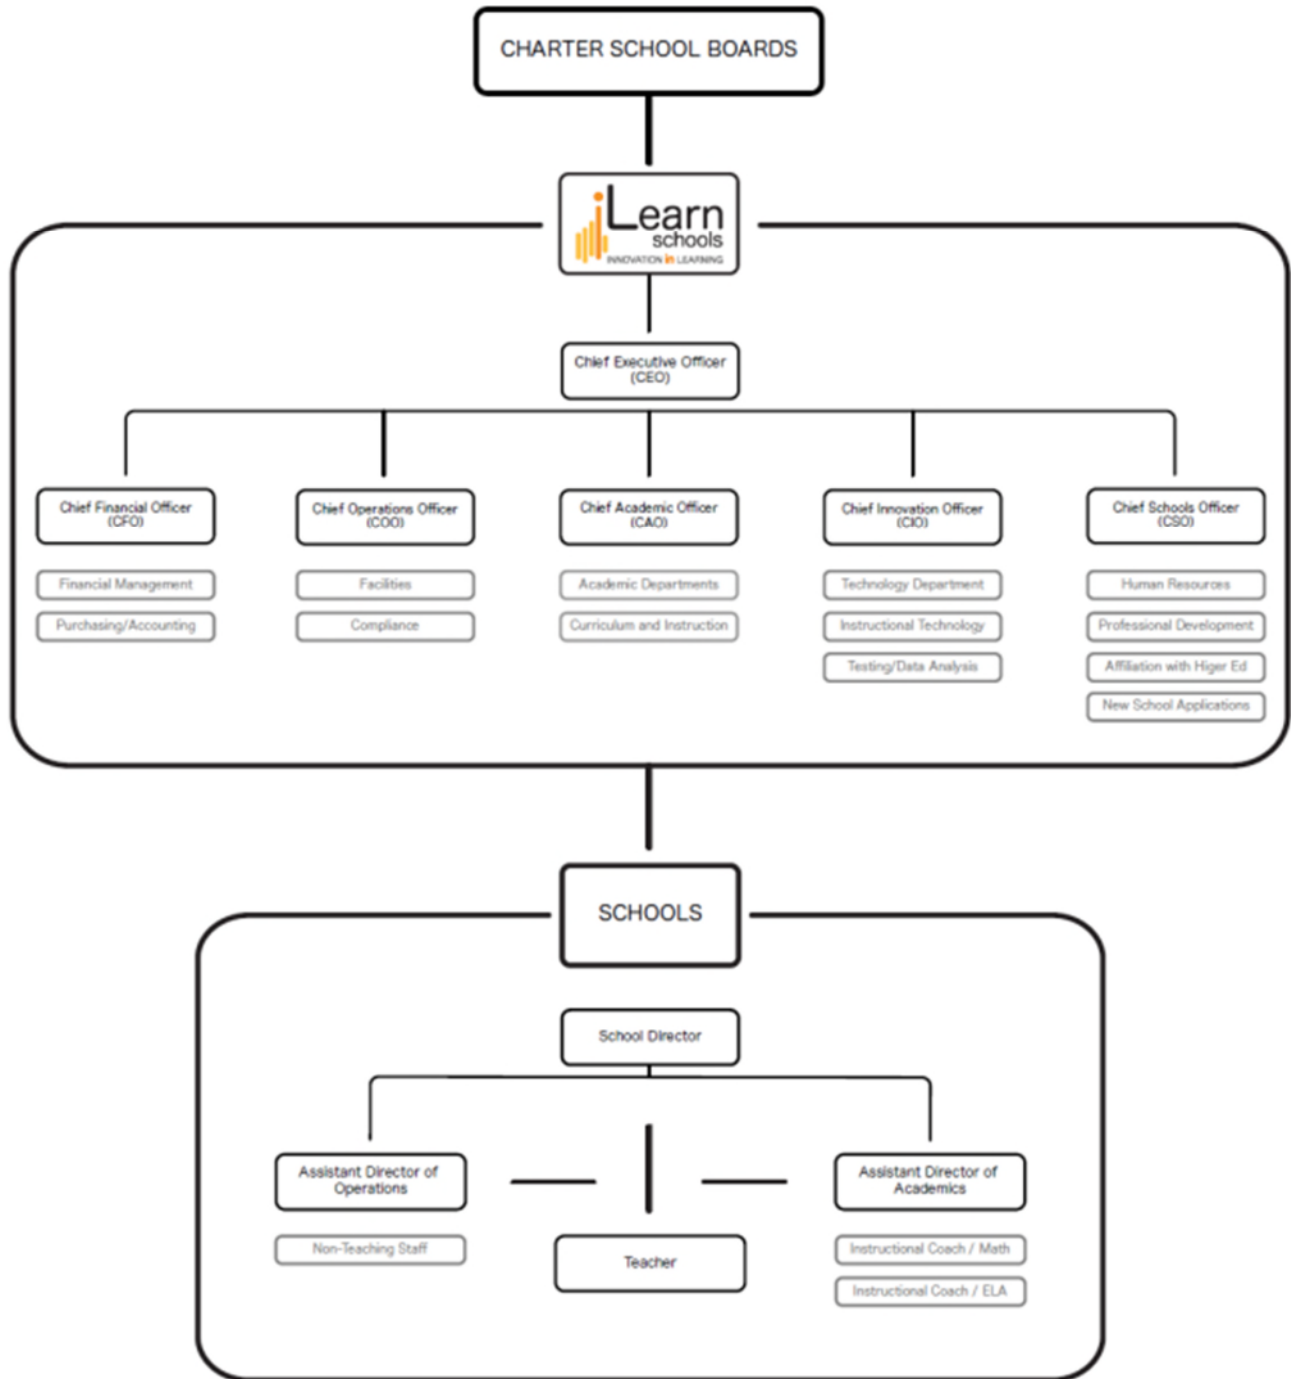 CHARTER SCHOOL BOARDS
iLearn
schools
INNOVATION in LEARNING
Chief Executive Officer
(CEO)
Chief Financial Officer
(CFO)
Financial Management
Purchasing/Accounting
Chief Operations Officer
(COO)
Facilities
Compliance
Chief Academic Officer
(CAO)
Academic Departments
Curriculum and Instruction
Chief Innovation Officer
(CIO)
Technology Department
Instructional Technology
Testing/Data Analysis
Chief Schools Officer
(CSO)
Human Resources
Professional Development
Affiliation with Higer Ed
New School Applications
SCHOOLS
School Director
Assistant Director of
Operations
Non-Teaching Staff
Teacher
Assistant Director of
Academics
Instructional Coach / Math
Instructional Coach / ELA